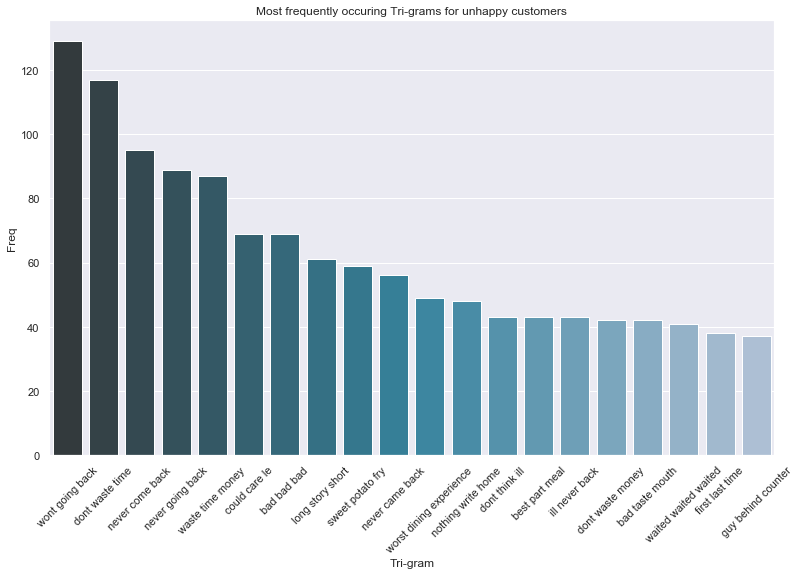 Most frequently occuring Tri-grams for unhappy customers
Freq
120
100
80
60
40
20
0
wont going back
dont waste time
never come back
never going back
waste time money
could care le
bad bad bad
long story short
sweet potato fry
never came back
worst dining experience
nothing write home
dont think ill
best part meal
ill never back
dont waste money
bad taste mouth
waited waited waited
first last time
guy behind counter
Tri-gram